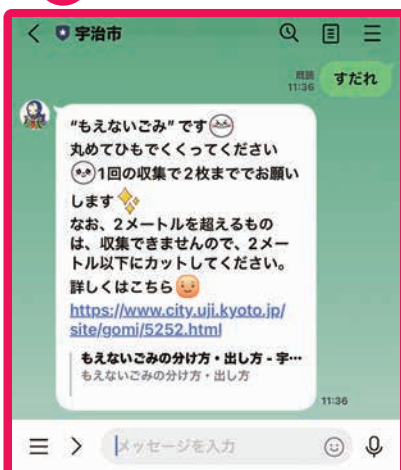 宇治市
既読
11:36
すだれ
“もえないごみ” です
丸めてひもでくくってください
1回の収集で2枚まででお願い
します
なお、2メートルを超えるもの
は、収集できませんので、2メー
トル以下にカットしてください。
詳しくはこちら
https://www.city.uji.kyoto.jp/
site/gomi/5252.html
もえないごみの分け方・出し方 - 宇…
もえないごみの分け方・出し方
11:36
メッセージを入力